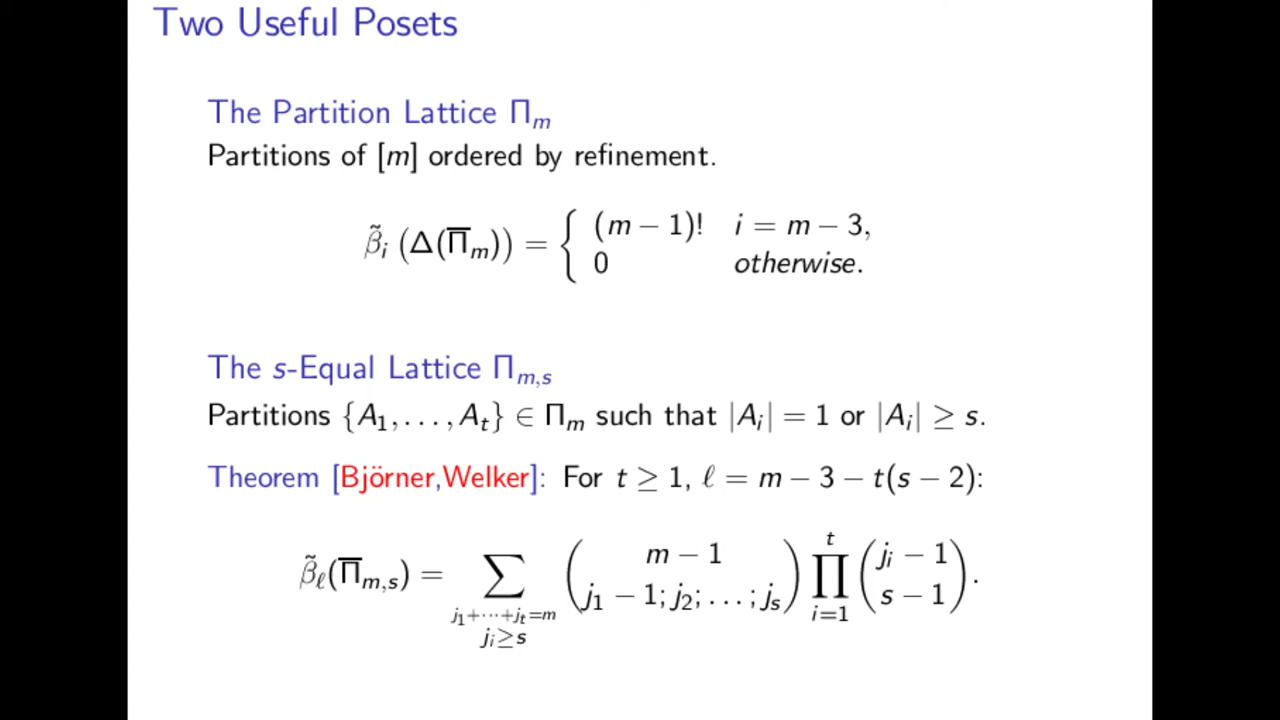 Two Useful Posets
The Partition Lattice Π_m
Partitions of [m] ordered by refinement.
β̃_i (Δ(Π̅_m)) = { (m − 1)! i = m − 3,
0 otherwise.
The s-Equal Lattice Π_{m,s}
Partitions {A_1, . . . , A_t} ∈ Π_m such that |A_i| = 1 or |A_i| ≥ s.
Theorem [Björner,Welker]: For t ≥ 1, ℓ = m − 3 − t(s − 2):
β̃_ℓ(Π̅_{m,s}) = ∑_{j_1+···+j_t=m, j_i≥s} (m − 1 choose j_1 − 1; j_2; . . . ; j_s) ∏_{i=1}^{t} (j_i − 1 choose s − 1).